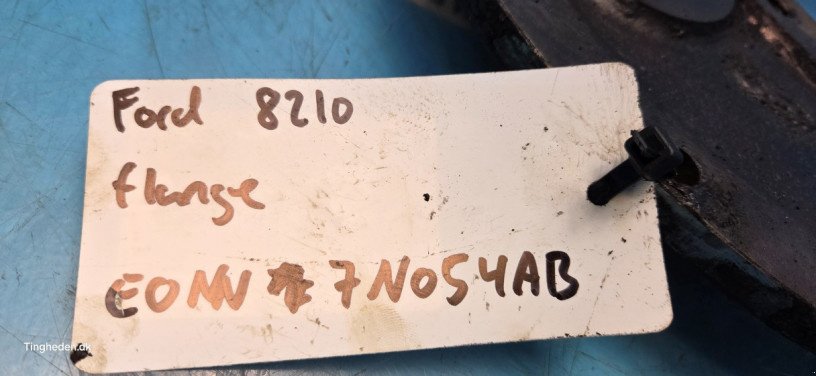 Ford 8210
flange
EONN 7N054AB
Tingheden.dk